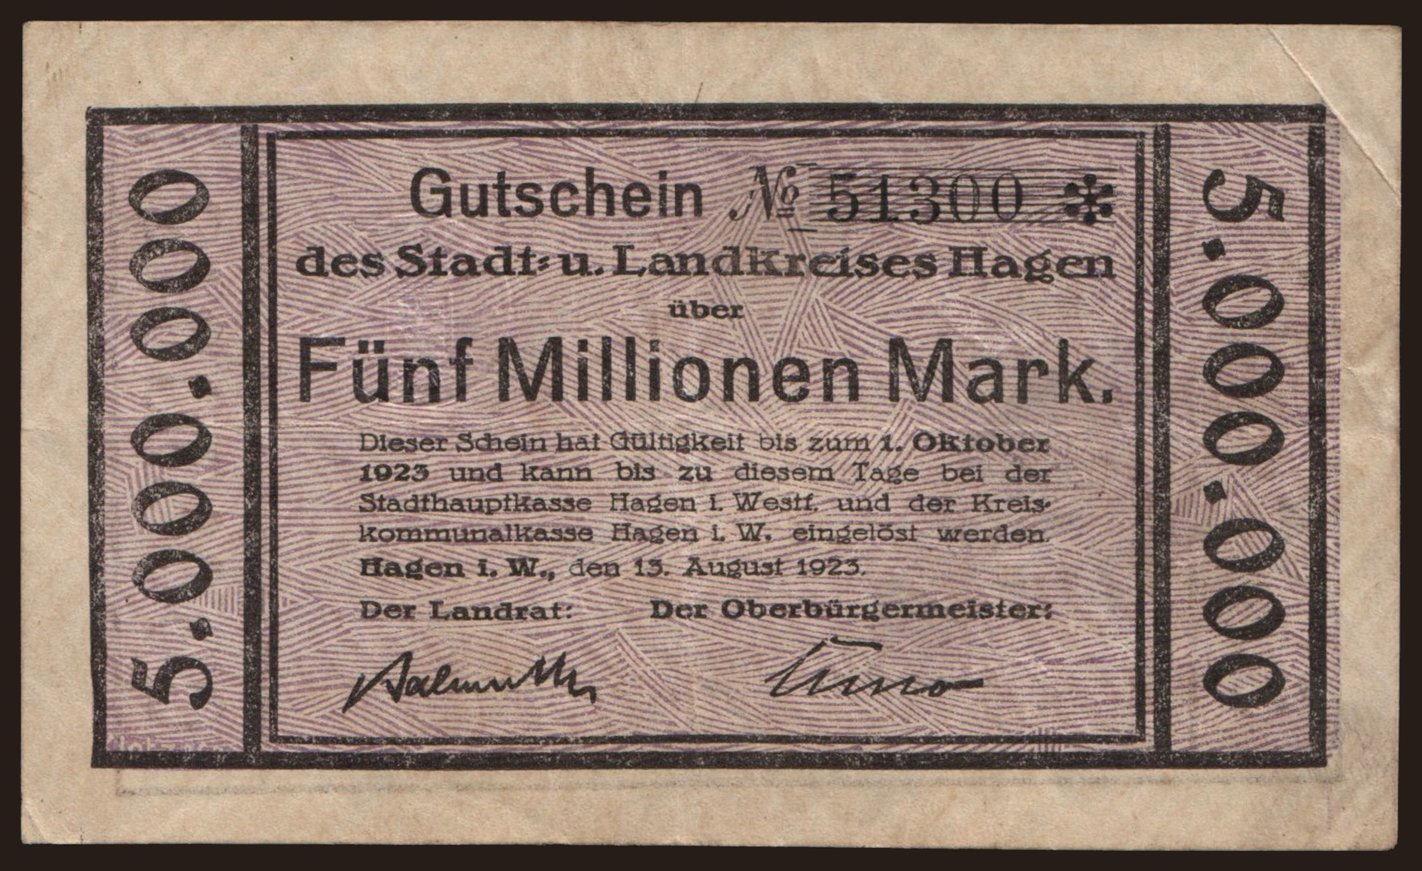 Gutschein № 51300 *
des Stadt- u. Landkreises Hagen
über
Fünf Millionen Mark.
Dieser Schein hat Gültigkeit bis zum 1. Oktober
1923 und kann bis zu diesem Tage bei der
Stadthauptkasse Hagen i. Westf. und der Kreis-
kommunalkasse Hagen i. W. eingelöst werden.
Hagen i. W., den 13. August 1923.
Der Landrat: Der Oberbürgermeister:
5.000.000
5.000.000